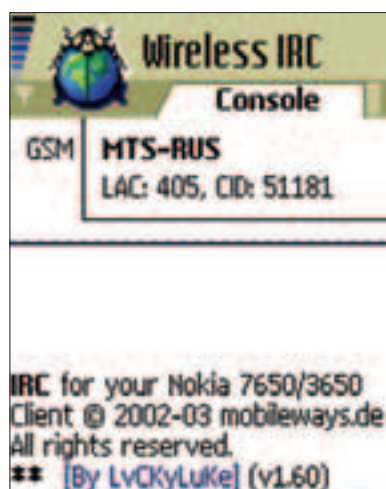 Wireless IRC
Console
GSM
MTS-RUS
LAC: 405, CID: 51181
IRC for your Nokia 7650/3650
Client © 2002-03 mobileways.de
All rights reserved.
** [By LvCKyLuKe] (v1.60)